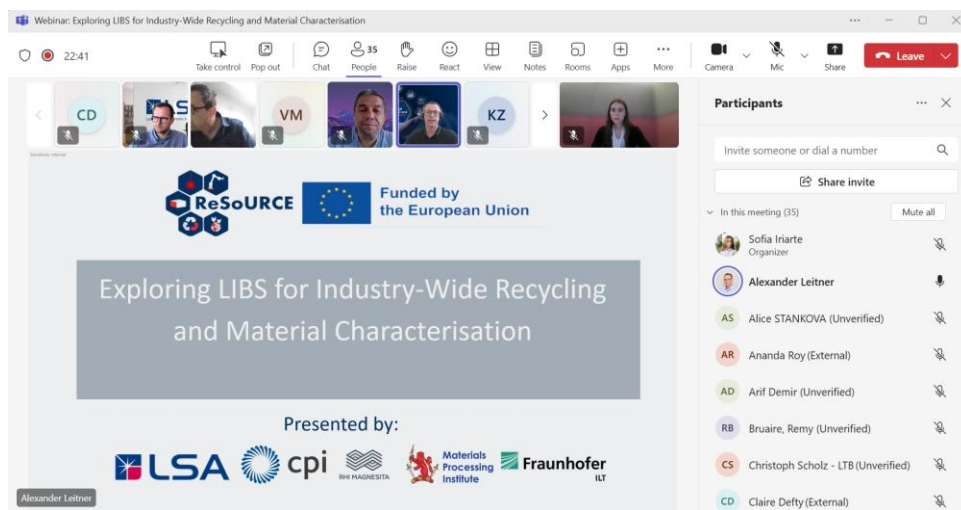 Webinar: Exploring LIBS for Industry-Wide Recycling and Material Characterisation
22:41
Take control
Pop out
Chat
35
People
Raise
React
View
Notes
Rooms
Apps
More
Camera
Mic
Share
Leave
CD
LS
VM
KZ
ReSoURCE
Funded by
the European Union
Exploring LIBS for Industry-Wide Recycling
and Material Characterisation
Presented by:
LSA
cpi
RHI MAGNESITA
Materials
Processing
Institute
Fraunhofer
ILT
Alexander Leitner
Participants
Invite someone or dial a number
Share invite
In this meeting (35)
Mute all
Sofia Iriarte
Organizer
Alexander Leitner
AS
Alice STANKOVA (Unverified)
AR
Ananda Roy (External)
AD
Arif Demir (Unverified)
RB
Bruaire, Remy (Unverified)
CS
Christoph Scholz - LTB (Unverified)
CD
Claire Defty (External)